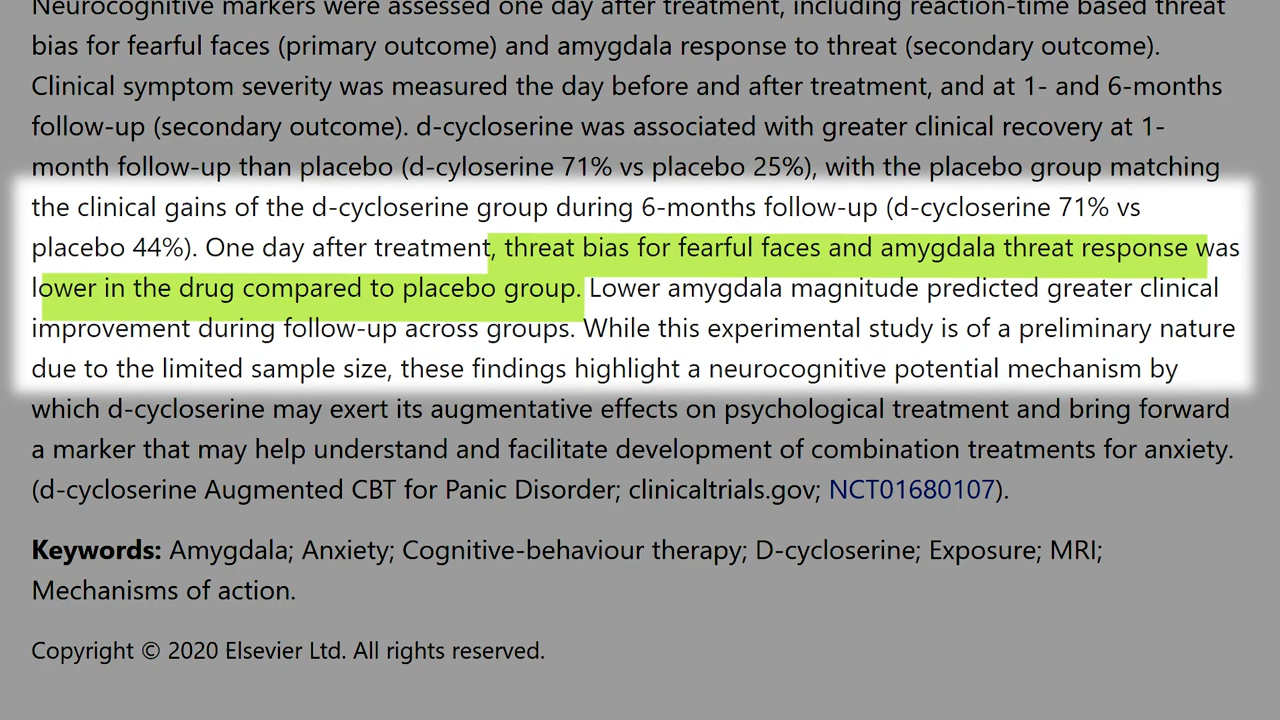 Neurocognitive markers were assessed one day after treatment, including reaction-time based threat
bias for fearful faces (primary outcome) and amygdala response to threat (secondary outcome).
Clinical symptom severity was measured the day before and after treatment, and at 1- and 6-months
follow-up (secondary outcome). d-cycloserine was associated with greater clinical recovery at 1-
month follow-up than placebo (d-cyloserine 71% vs placebo 25%), with the placebo group matching
the clinical gains of the d-cycloserine group during 6-months follow-up (d-cycloserine 71% vs
placebo 44%). One day after treatment, threat bias for fearful faces and amygdala threat response was
lower in the drug compared to placebo group. Lower amygdala magnitude predicted greater clinical
improvement during follow-up across groups. While this experimental study is of a preliminary nature
due to the limited sample size, these findings highlight a neurocognitive potential mechanism by
which d-cycloserine may exert its augmentative effects on psychological treatment and bring forward
a marker that may help understand and facilitate development of combination treatments for anxiety.
(d-cycloserine Augmented CBT for Panic Disorder; clinicaltrials.gov; NCT01680107).
Keywords: Amygdala; Anxiety; Cognitive-behaviour therapy; D-cycloserine; Exposure; MRI;
Mechanisms of action.
Copyright © 2020 Elsevier Ltd. All rights reserved.